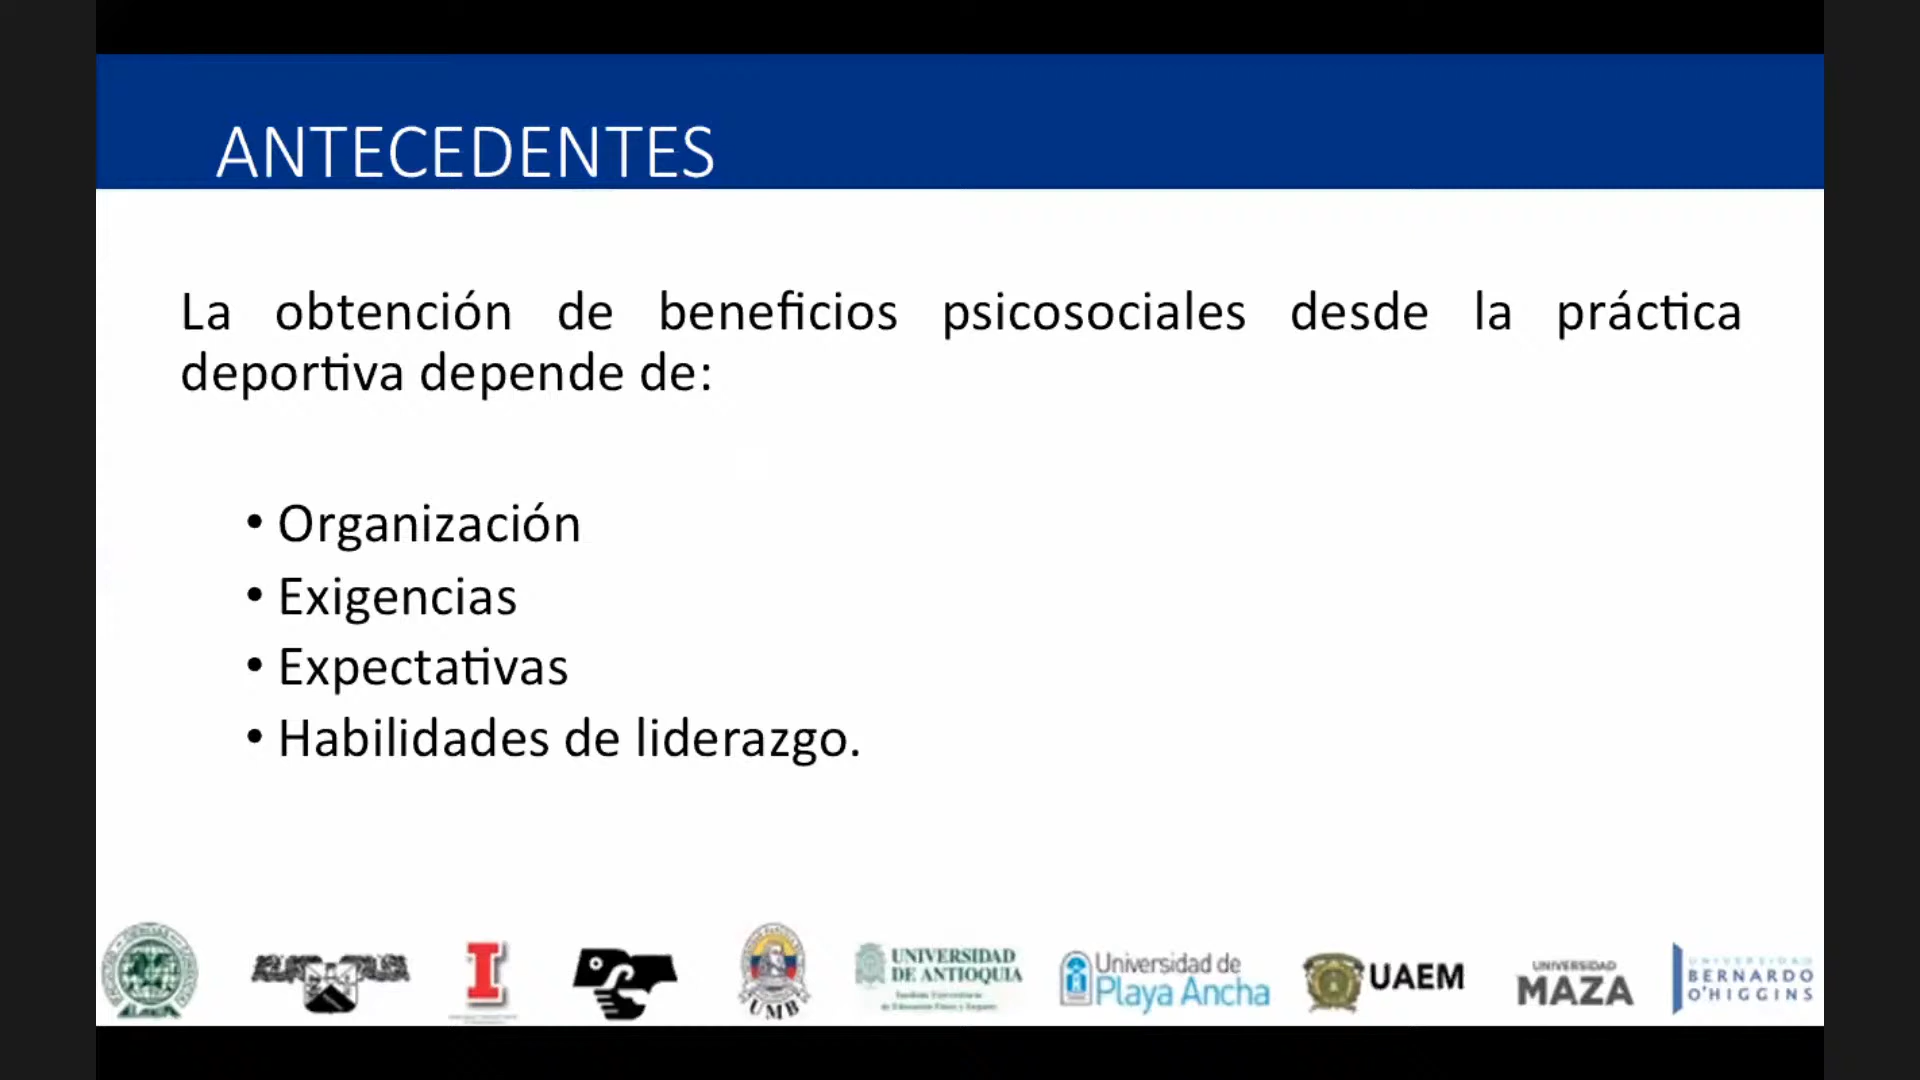 ANTECEDENTES
La obtención de beneficios psicosociales desde la práctica
deportiva depende de:
• Organización
• Exigencias
• Expectativas
• Habilidades de liderazgo.
UMB
UNIVERSIDAD
DE ANTIOQUIA
Universidad de
Playa Ancha
UAEM
UNIVERSIDAD
MAZA
UNIVERSIDAD
BERNARDO
O'HIGGINS